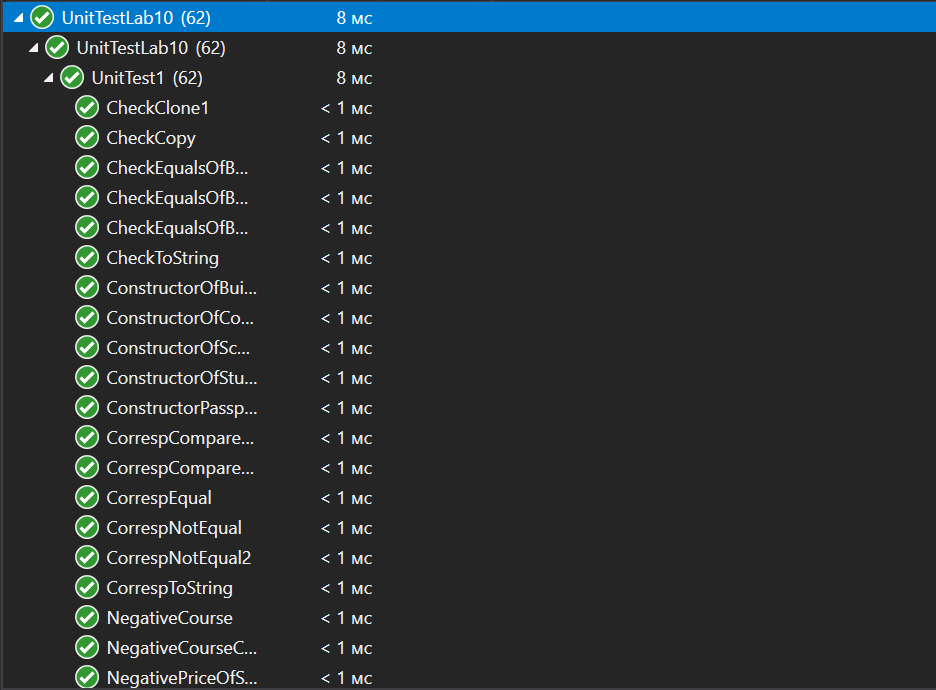 UnitTestLab10 (62) 8 мс
UnitTestLab10 (62) 8 мс
UnitTest1 (62) 8 мс
CheckClone1 < 1 мс
CheckCopy < 1 мс
CheckEqualsOfB... < 1 мс
CheckEqualsOfB... < 1 мс
CheckEqualsOfB... < 1 мс
CheckToString < 1 мс
ConstructorOfBui... < 1 мс
ConstructorOfCo... < 1 мс
ConstructorOfSc... < 1 мс
ConstructorOfStu... < 1 мс
ConstructorPassp... < 1 мс
CorrespCompare... < 1 мс
CorrespCompare... < 1 мс
CorrespEqual < 1 мс
CorrespNotEqual < 1 мс
CorrespNotEqual2 < 1 мс
CorrespToString < 1 мс
NegativeCourse < 1 мс
NegativeCourseC... < 1 мс
NegativePriceOfS... < 1 мс